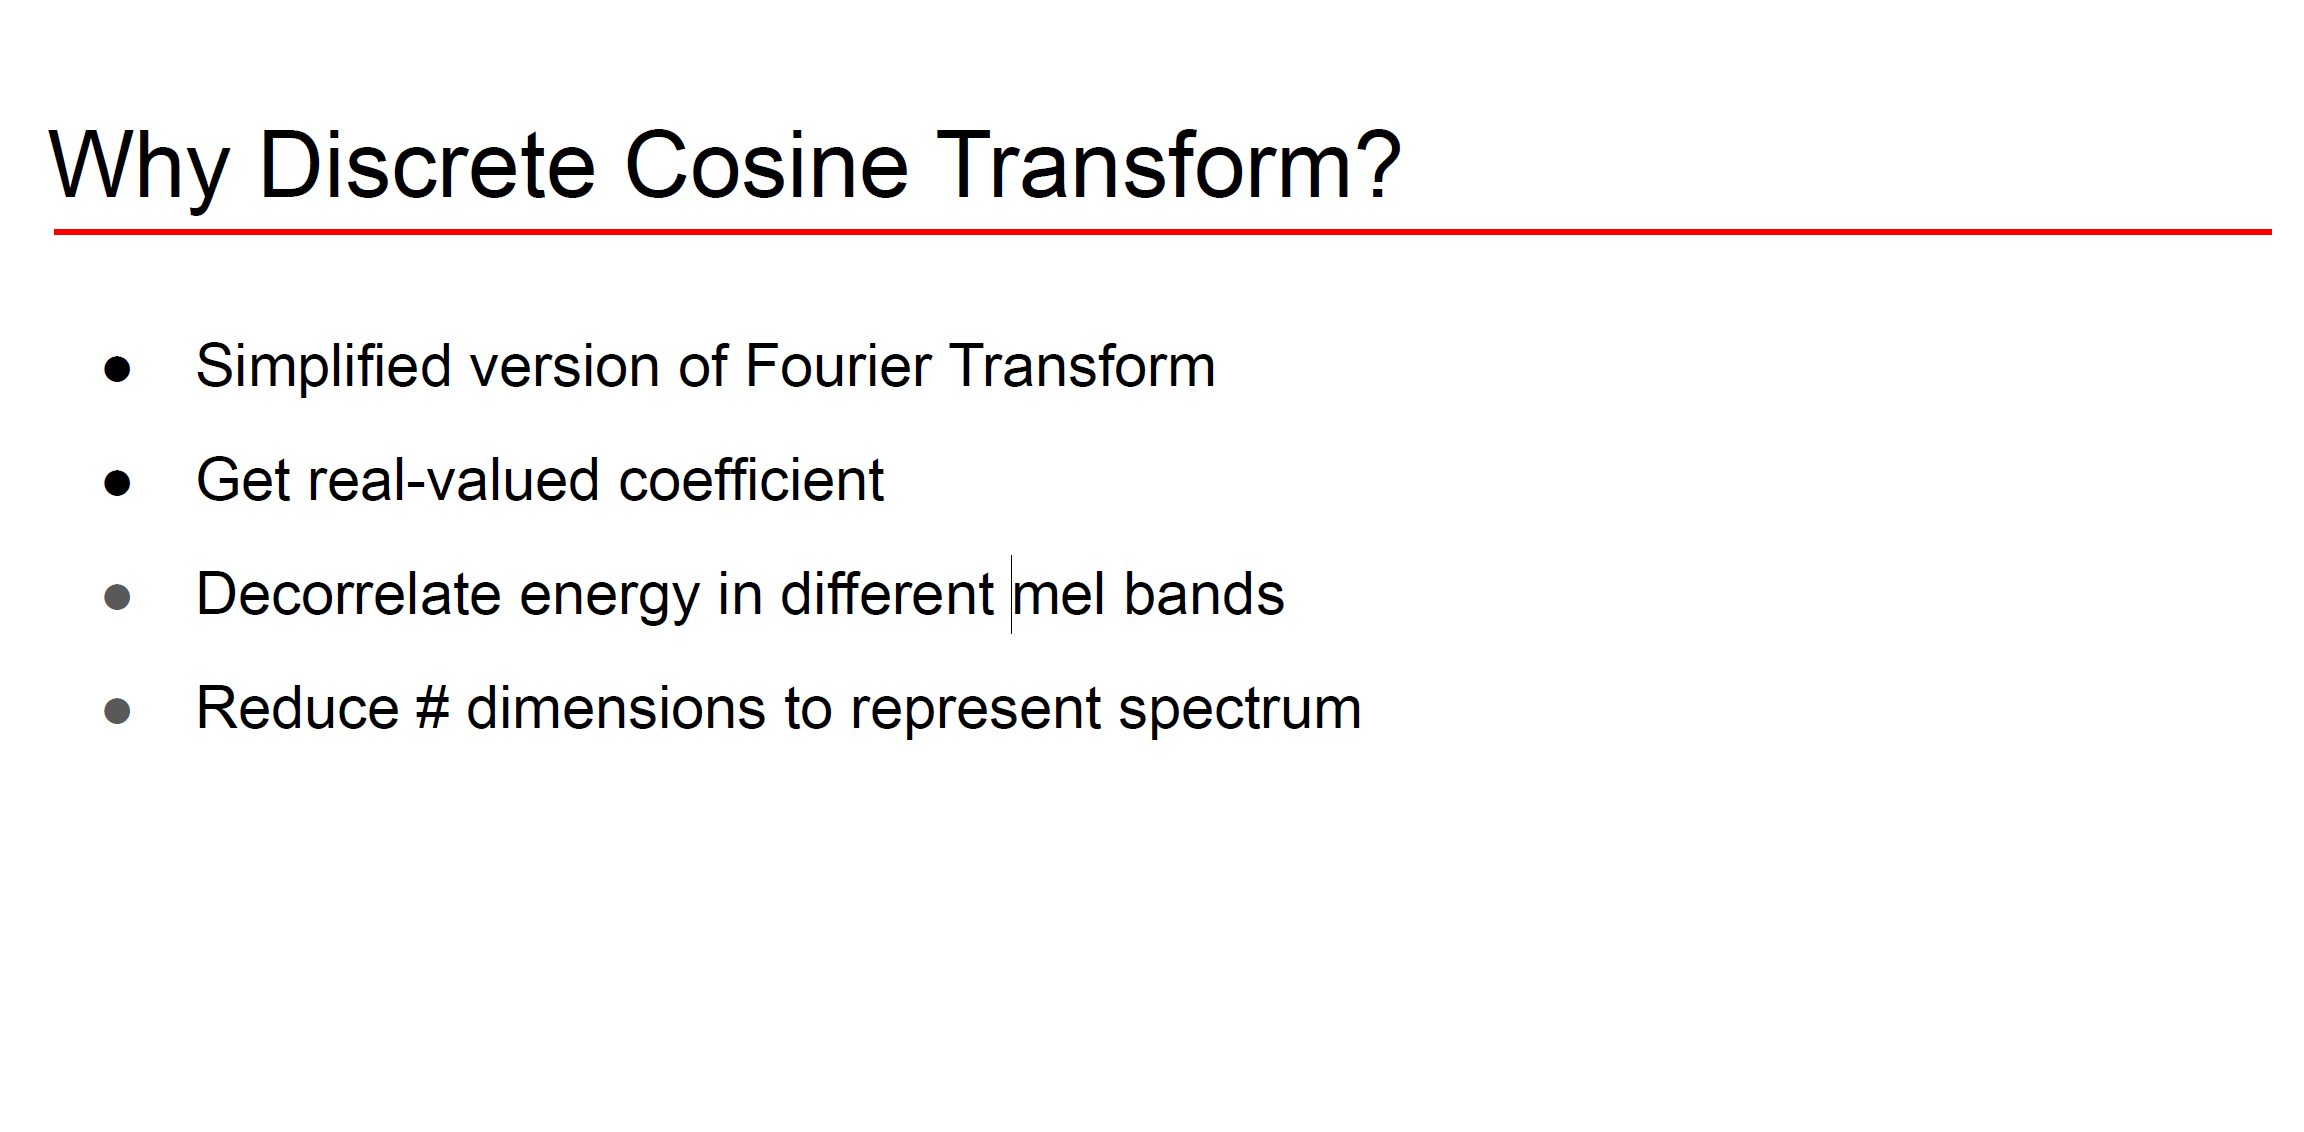 Why Discrete Cosine Transform?
● Simplified version of Fourier Transform
● Get real-valued coefficient
● Decorrelate energy in different mel bands
● Reduce # dimensions to represent spectrum